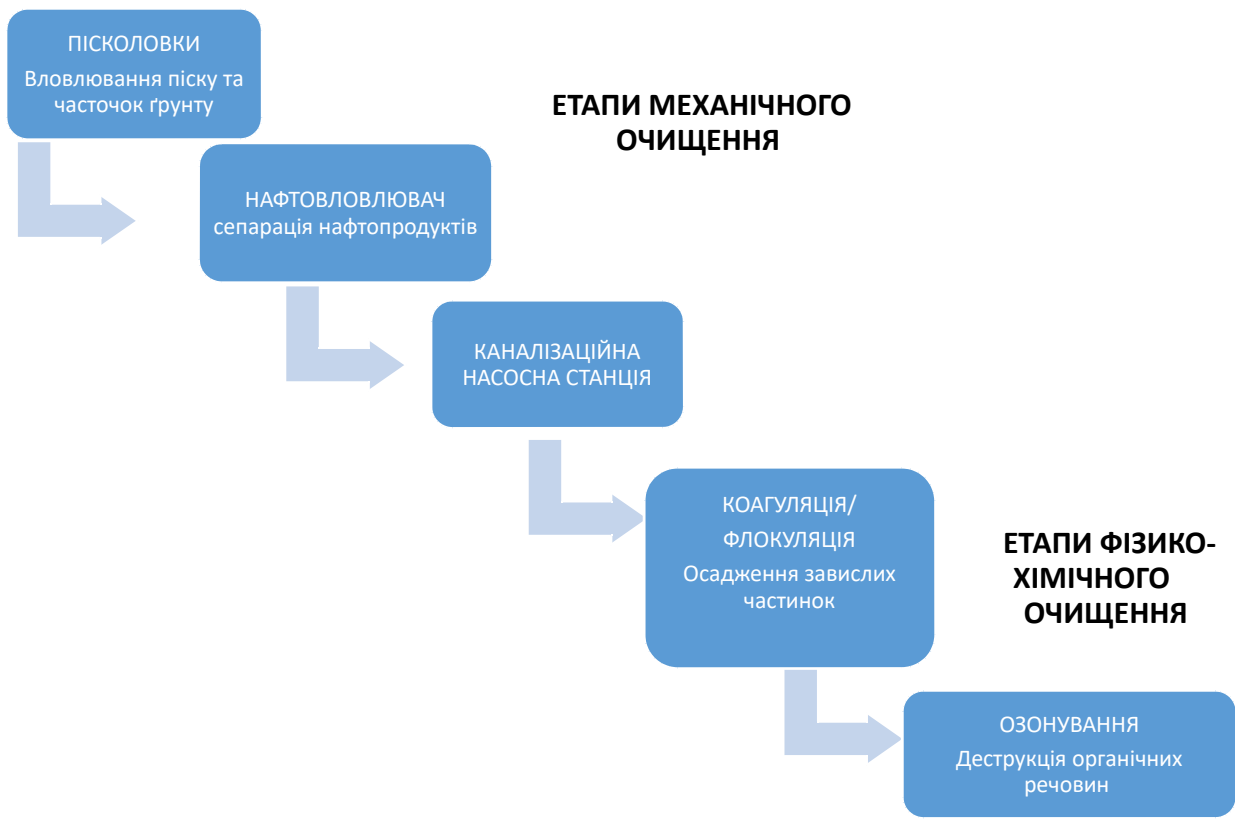 ПІСКОЛОВКИ
Вловлювання піску та
часточок ґрунту
ЕТАПИ МЕХАНІЧНОГО
ОЧИЩЕННЯ
НАФТОВЛОВЛЮВАЧ
сепарація нафтопродуктів
КАНАЛІЗАЦІЙНА
НАСОСНА СТАНЦІЯ
КОАГУЛЯЦІЯ/
ФЛОКУЛЯЦІЯ
Осадження завислих
частинок
ЕТАПИ ФІЗИКО-
ХІМІЧНОГО
ОЧИЩЕННЯ
ОЗОНУВАННЯ
Деструкція органічних
речовин